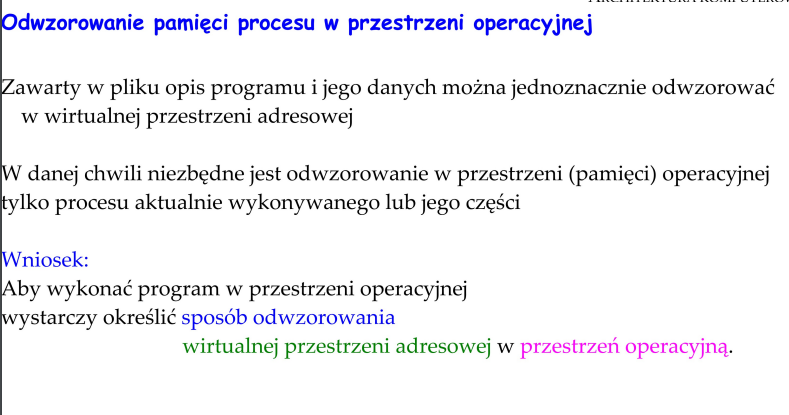 ARCHITEKTURA KOMPUTERÓW
Odwzorowanie pamięci procesu w przestrzeni operacyjnej
Zawarty w pliku opis programu i jego danych można jednoznacznie odwzorować
w wirtualnej przestrzeni adresowej
W danej chwili niezbędne jest odwzorowanie w przestrzeni (pamięci) operacyjnej
tylko procesu aktualnie wykonywanego lub jego części
Wniosek:
Aby wykonać program w przestrzeni operacyjnej
wystarczy określić sposób odwzorowania
wirtualnej przestrzeni adresowej w przestrzeń operacyjną.